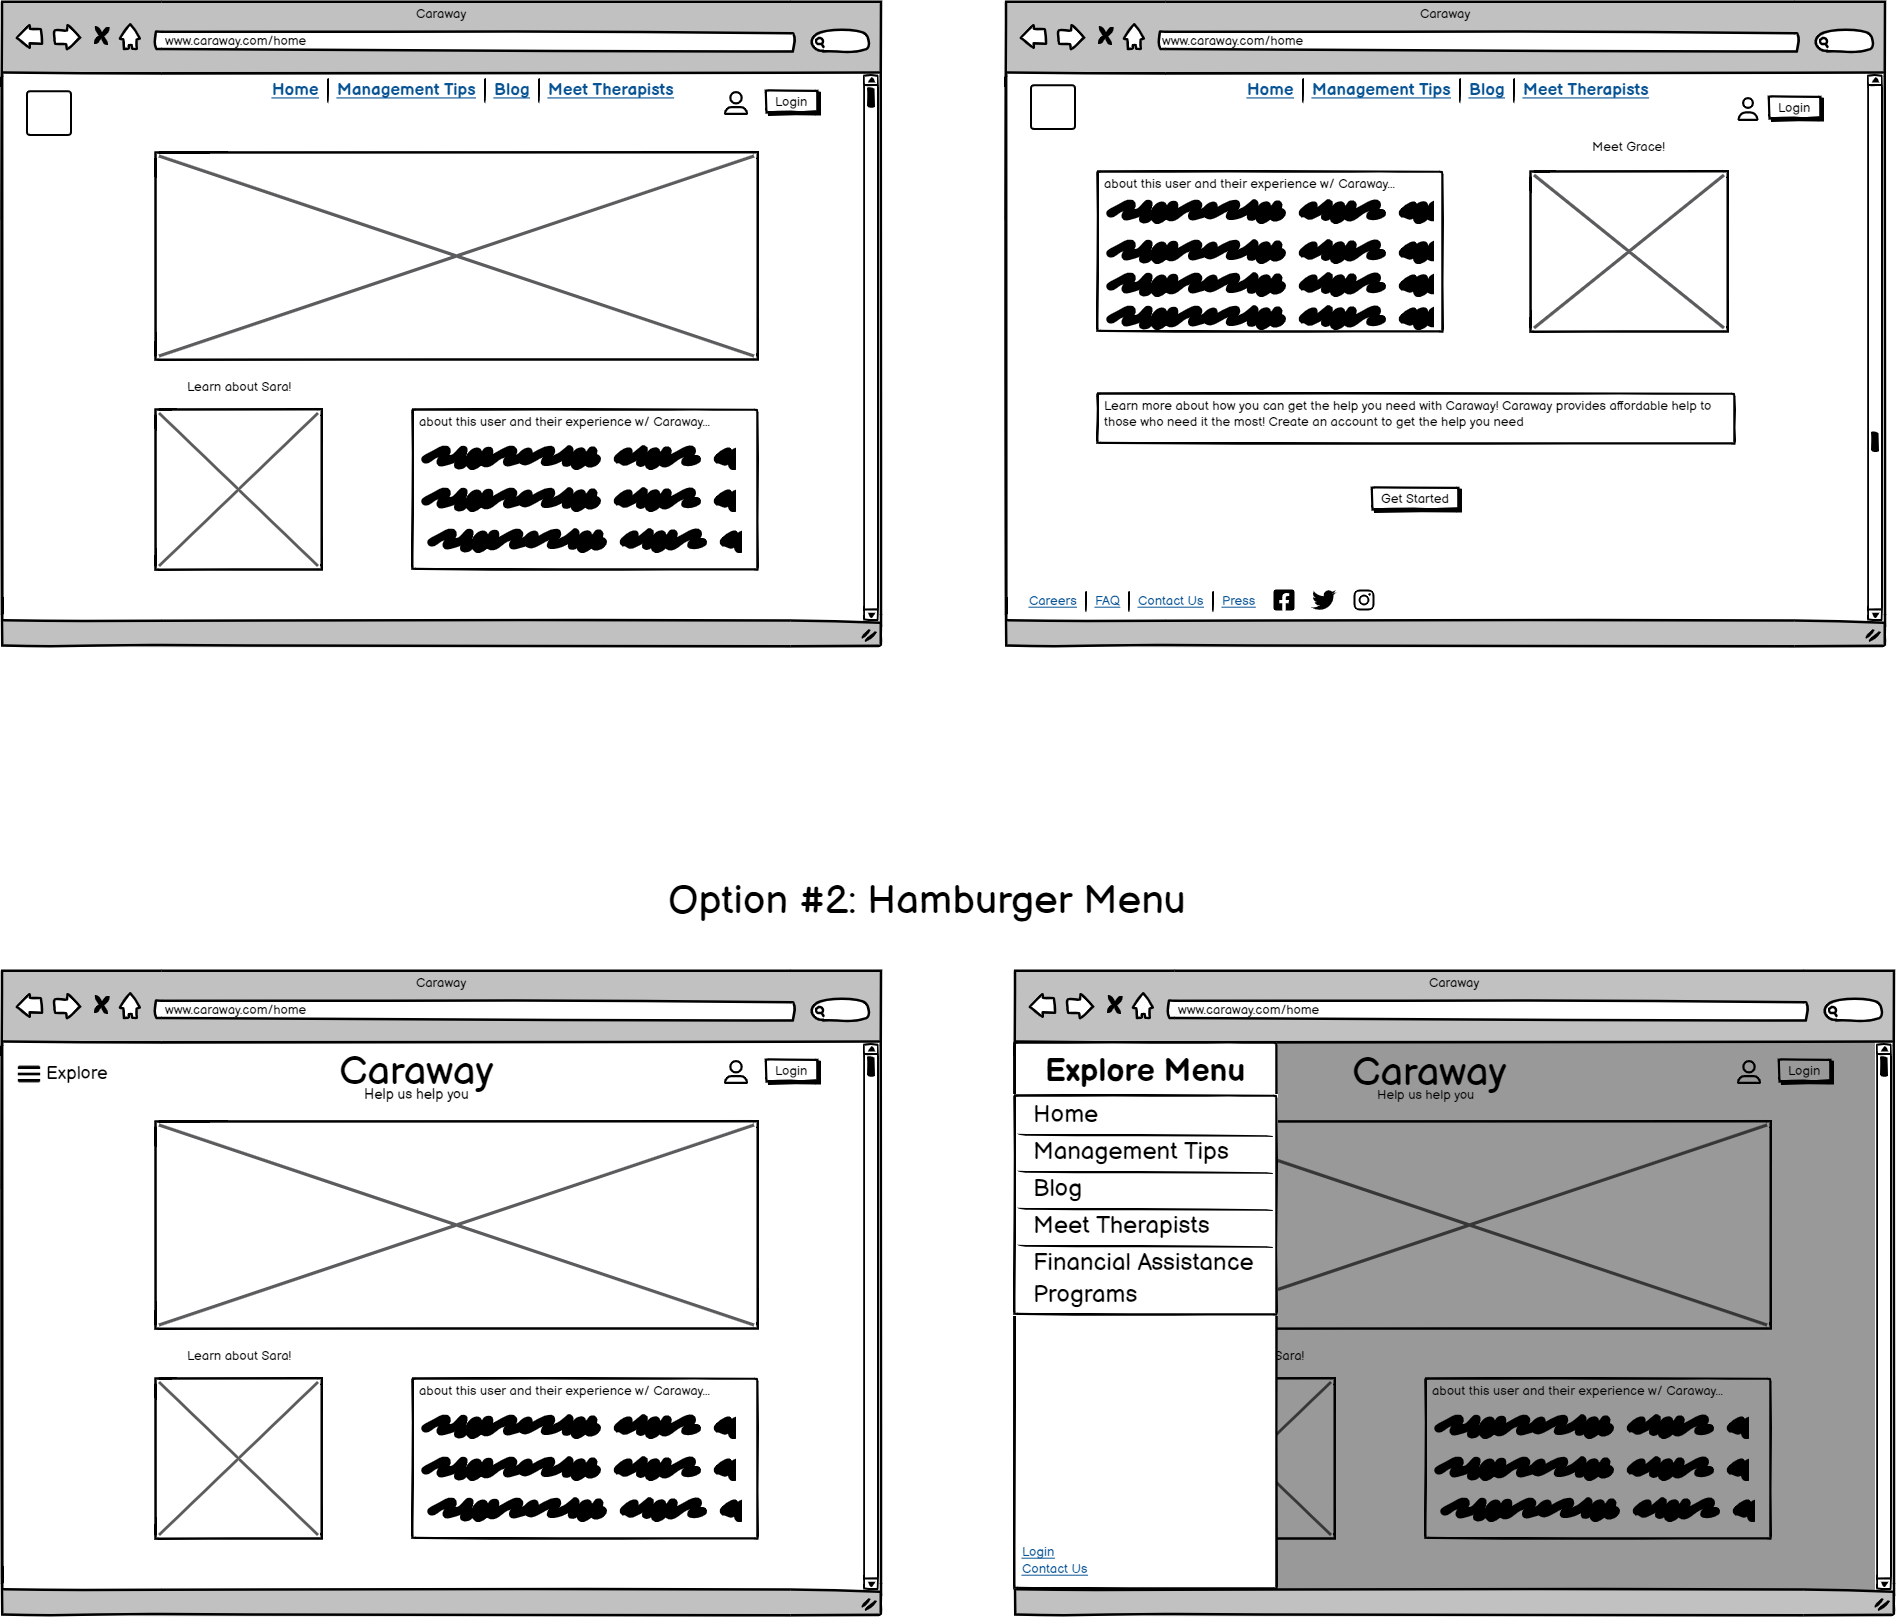 Caraway
www.caraway.com/home
Home Management Tips Blog Meet Therapists
Login
Learn about Sara!
about this user and their experience w/ Caraway...
Caraway
www.caraway.com/home
Home Management Tips Blog Meet Therapists
Login
Meet Grace!
about this user and their experience w/ Caraway...
Learn more about how you can get the help you need with Caraway! Caraway provides affordable help to
those who need it the most! Create an account to get the help you need
Get Started
Careers FAQ Contact Us Press
Option #2: Hamburger Menu
Caraway
www.caraway.com/home
Explore
Caraway
Help us help you
Login
Learn about Sara!
about this user and their experience w/ Caraway...
Caraway
www.caraway.com/home
Explore Menu
Home
Management Tips
Blog
Meet Therapists
Financial Assistance
Programs
Login
Contact Us
Caraway
Help us help you
Login
Sara!
about this user and their experience w/ Caraway...